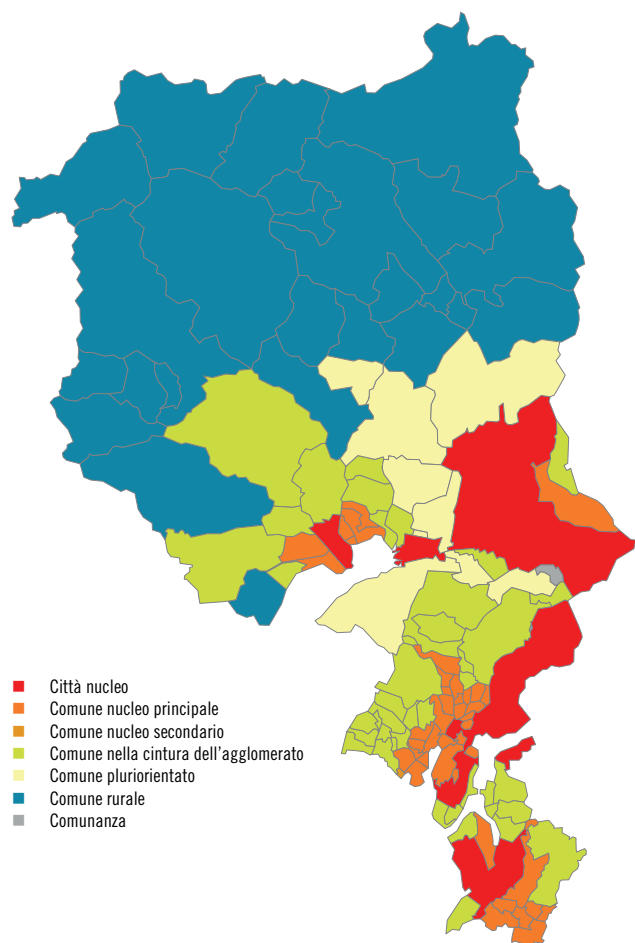 Città nucleo
Comune nucleo principale
Comune nucleo secondario
Comune nella cintura dell'agglomerato
Comune pluriorientato
Comune rurale
Comunanza